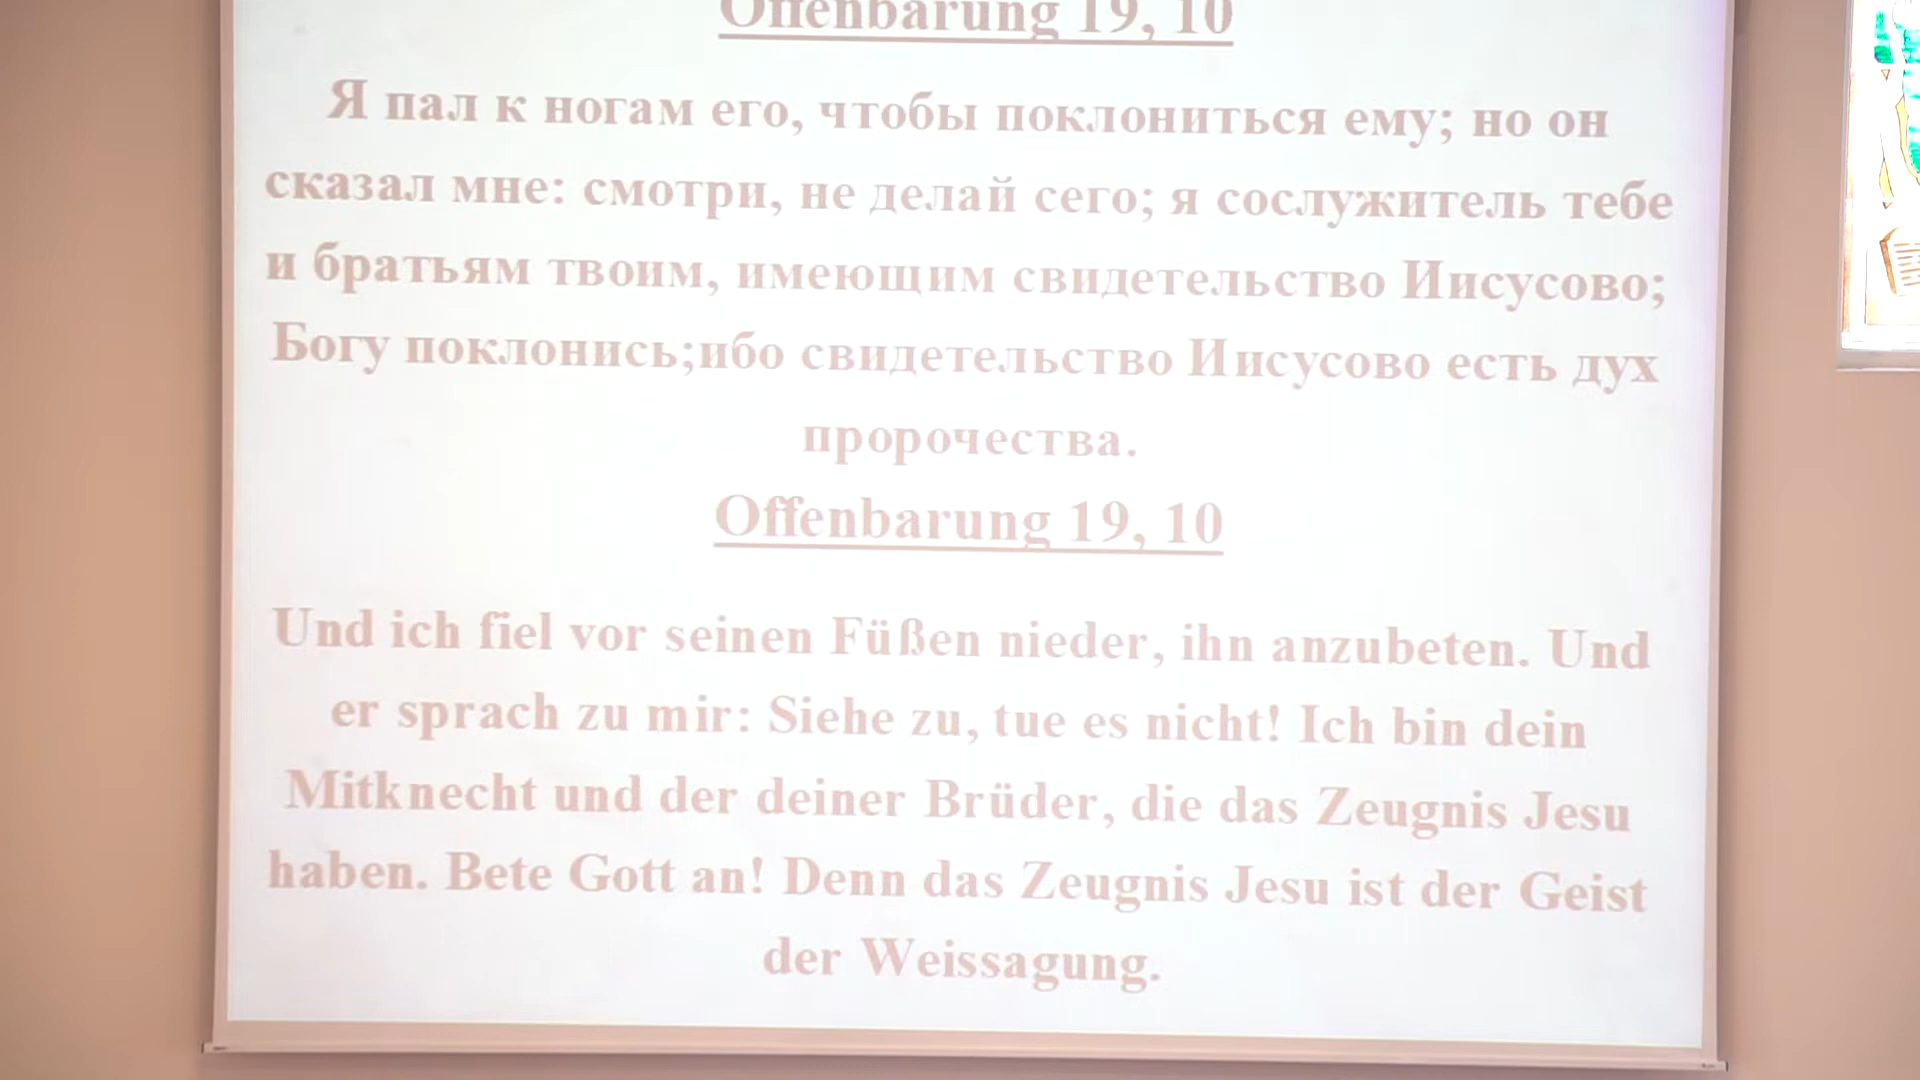 Offenbarung 19, 10
Я пал к ногам его, чтобы поклониться ему; но он
сказал мне: смотри, не делай сего; я сослужитель тебе
и братьям твоим, имеющим свидетельство Иисусово;
Богу поклонись;ибо свидетельство Иисусово есть дух
пророчества.
Offenbarung 19, 10
Und ich fiel vor seinen Füßen nieder, ihn anzubeten. Und
er sprach zu mir: Siehe zu, tue es nicht! Ich bin dein
Mitknecht und der deiner Brüder, die das Zeugnis Jesu
haben. Bete Gott an! Denn das Zeugnis Jesu ist der Geist
der Weissagung.